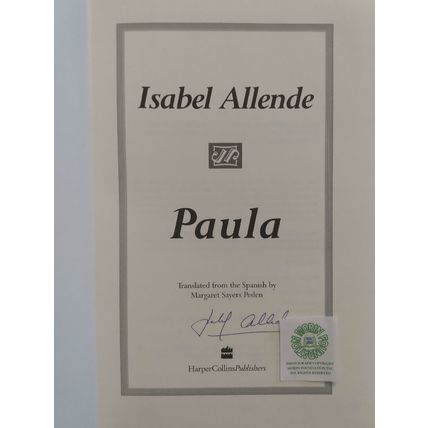 Isabel Allende
Paula
Translated from the Spanish by
Margaret Sayers Peden
HarperCollinsPublishers